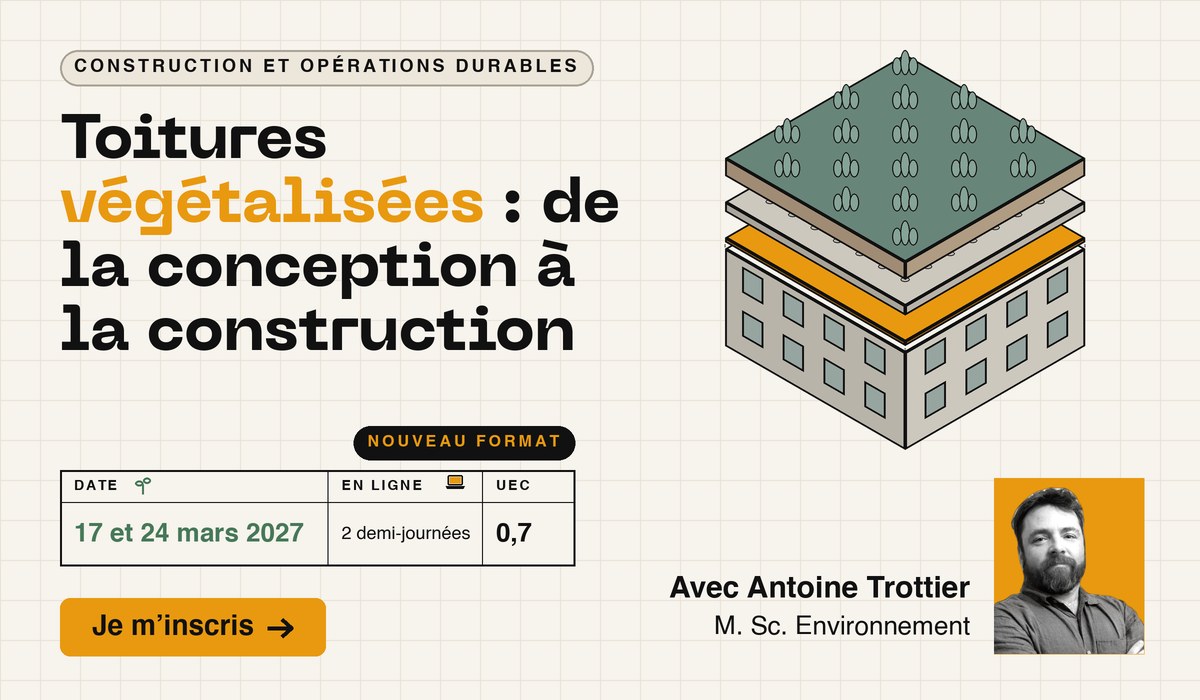 CONSTRUCTION ET OPÉRATIONS DURABLES
Toitures
végétalisées : de
la conception à
la construction
NOUVEAU FORMAT
DATE
EN LIGNE
UEC
17 et 24 mars 2027
2 demi-journées
0,7
Je m’inscris →
Avec Antoine Trottier
M. Sc. Environnement